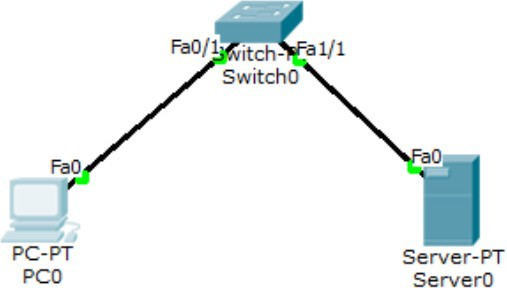 Fa0/1
Fa1/1
Switch0
Fa0
PC-PT
PC0
Fa0
Server-PT
Server0